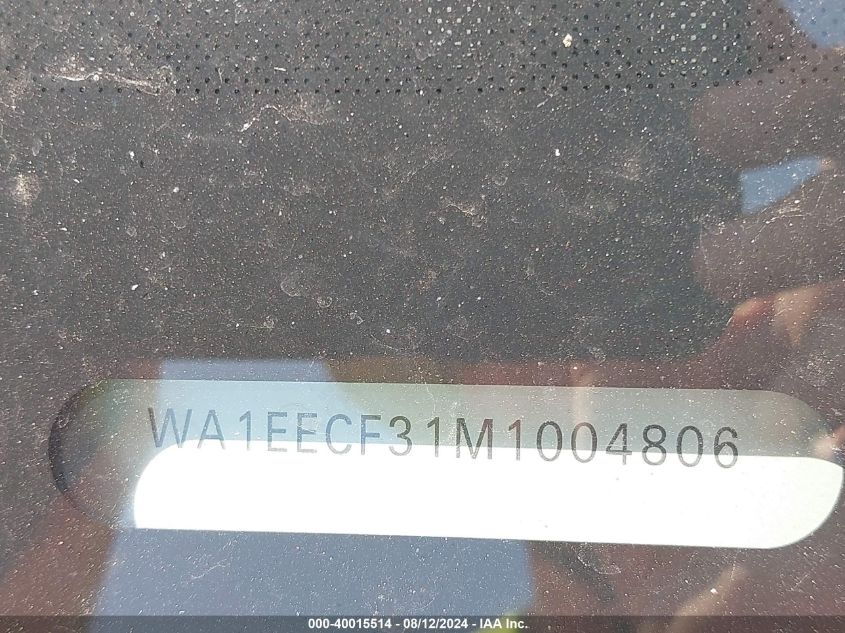 WA1EECF31M1004806
000-40015514 - 08/12/2024 - IAA Inc.